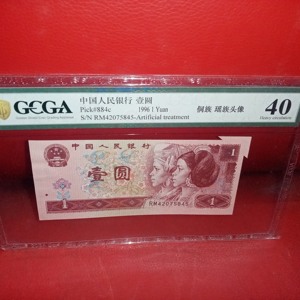 GCGA
中国人民银行 壹圆
Pick#884c 1996 1 Yuan
S/N RM42075845-Artificial treatment
侗族 瑶族头像
40
中国人民银行
壹圆
1
1
RM42075845